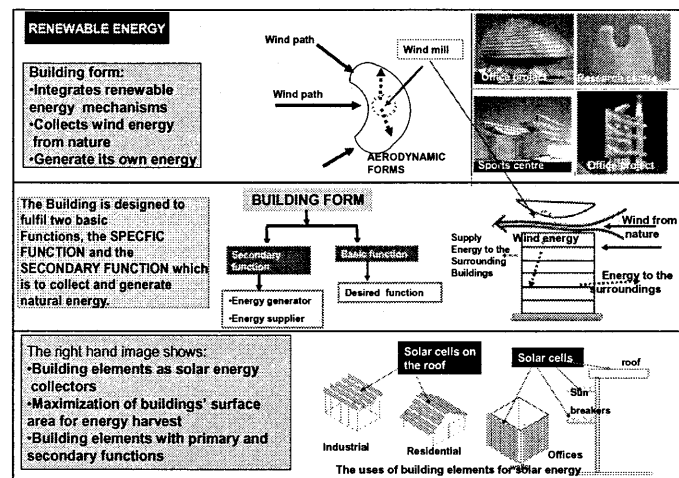 RENEWABLE ENERGY
Building form:
•Integrates renewable
energy mechanisms
•Collects wind energy
from nature
•Generate its own energy
Wind path
Wind path
Wind mill
AERODYNAMIC
FORMS
Office project
Research centre
Sports centre
Office project
The Building is designed to
fulfil two basic
Functions, the SPECFIC
FUNCTION and the
SECONDARY FUNCTION which
is to collect and generate
natural energy.
BUILDING FORM
Secondary
function
Basic function
•Energy generator
•Energy supplier
Desired function
Supply
Energy to the
Surrounding
Buildings
Wind energy
Wind from
nature
Energy to the
surroundings
The right hand image shows:
•Building elements as solar energy
collectors
•Maximization of buildings' surface
area for energy harvest
•Building elements with primary and
secondary functions
Solar cells on
the roof
Solar cells
roof
Sun
breakers
Industrial
Residential
walls
Offices
The uses of building elements for solar energy